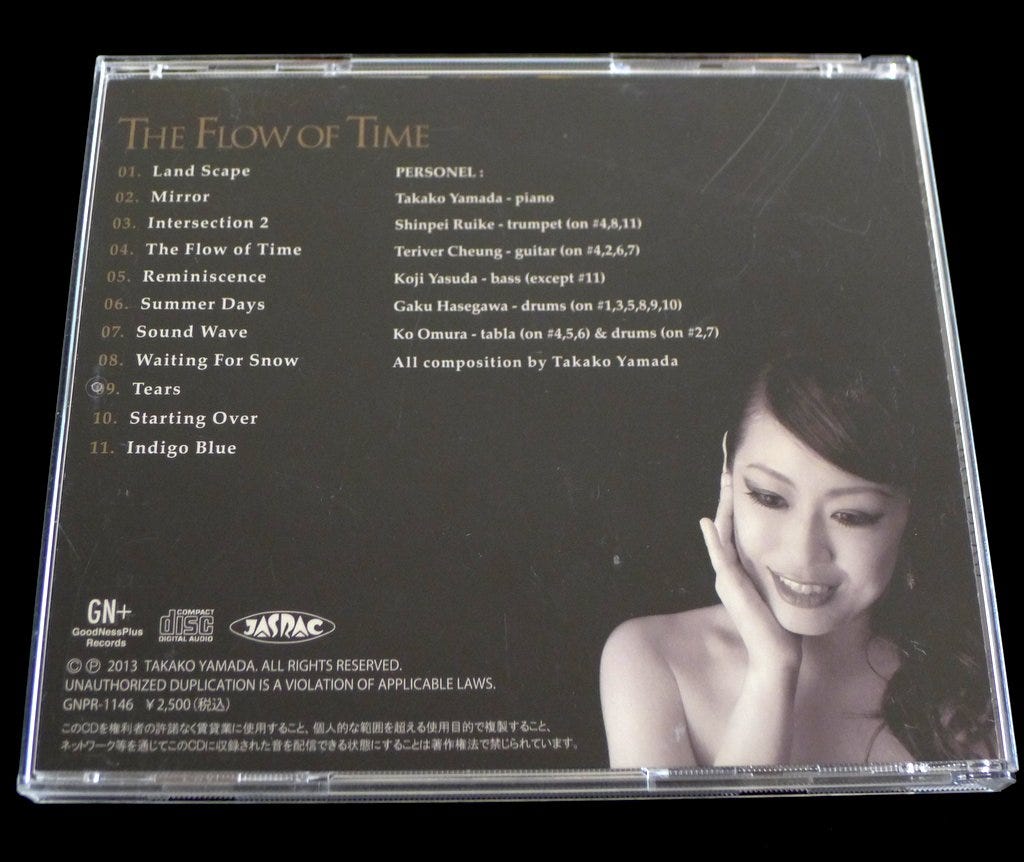 THE FLOW OF TIME
01. Land Scape
02. Mirror
03. Intersection 2
04. The Flow of Time
05. Reminiscence
06. Summer Days
07. Sound Wave
08. Waiting For Snow
09. Tears
10. Starting Over
11. Indigo Blue
PERSONEL :
Takako Yamada - piano
Shinpei Ruike - trumpet (on #4,8,11)
Teriver Cheung - guitar (on #4,2,6,7)
Koji Yasuda - bass (except #11)
Gaku Hasegawa - drums (on #1,3,5,8,9,10)
Ko Omura - tabla (on #4,5,6) & drums (on #2,7)
All composition by Takako Yamada
GN+
GoodNessPlus
Records
COMPACT
disc
DIGITAL AUDIO
JASRAC
© ℗ 2013 TAKAKO YAMADA. ALL RIGHTS RESERVED.
UNAUTHORIZED DUPLICATION IS A VIOLATION OF APPLICABLE LAWS.
GNPR-1146 ￥2,500(税込)
このCDを権利者の許諾なく賃貸業に使用すること、個人的な範囲を超える使用目的で複製すること、
ネットワーク等を通じてこのCDに収録された音を配信できる状態にすることは著作権法で禁じられています。